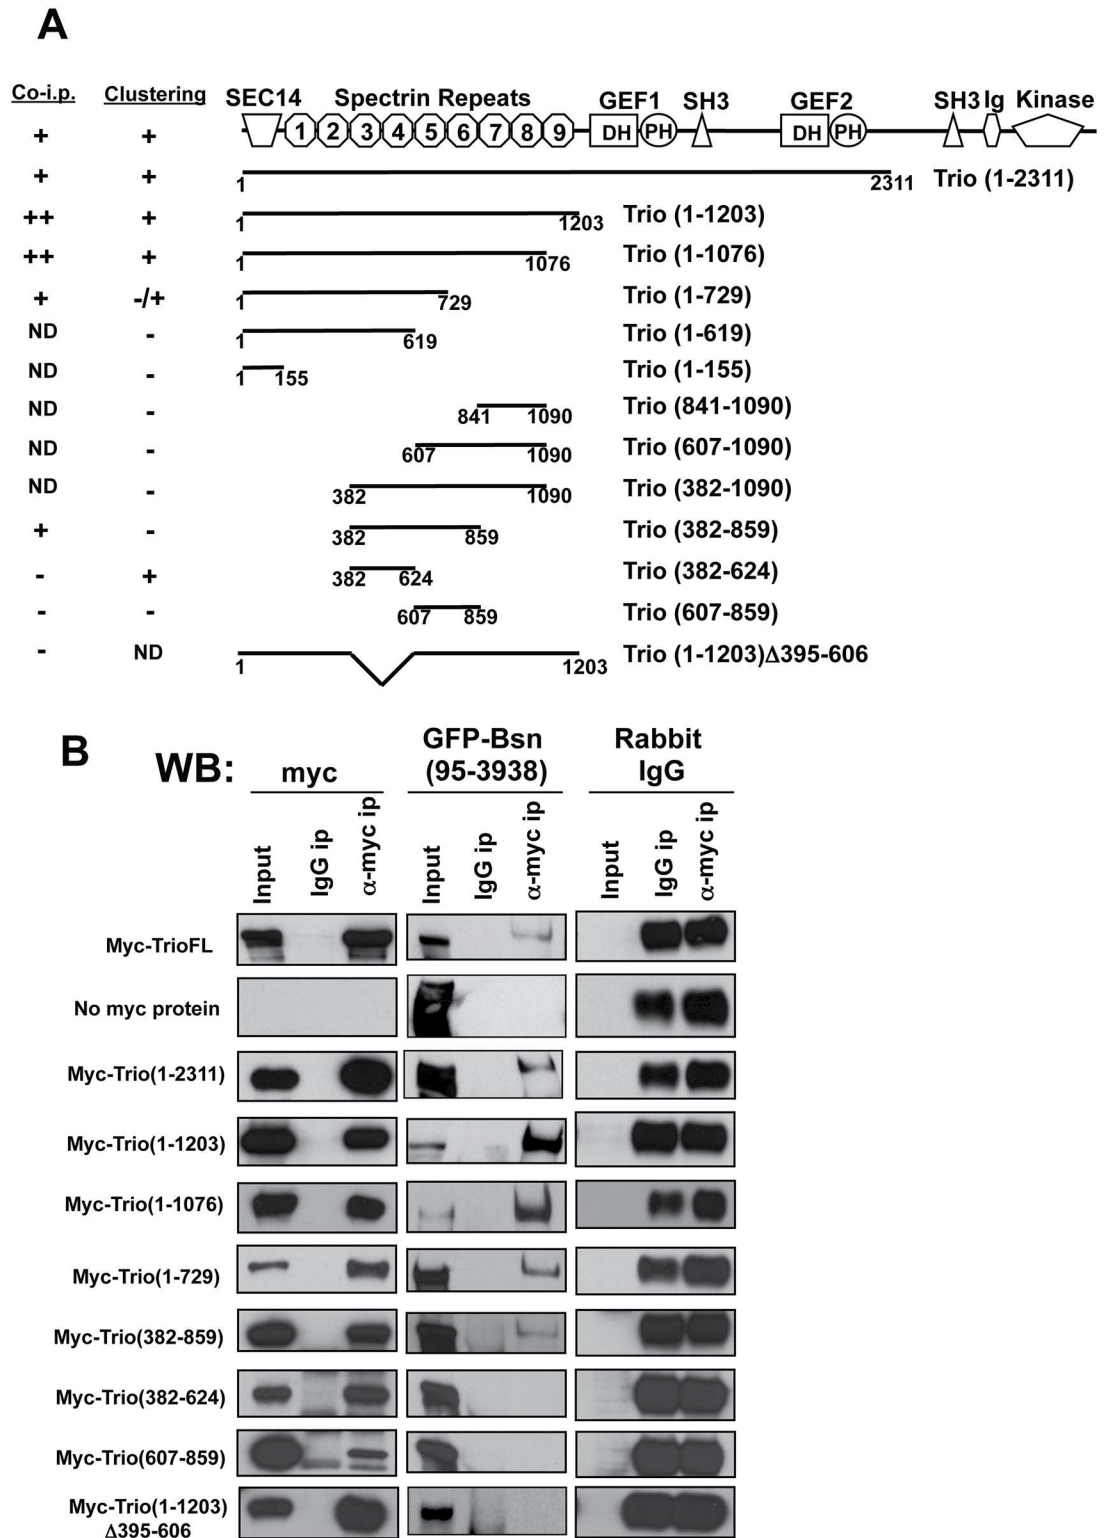 A
Co-i.p. Clustering SEC14 Spectrin Repeats GEF1 SH3 GEF2 SH3 Ig Kinase
+ + 1 2 3 4 5 6 7 8 9 DH PH DH PH
+ + 1 2311 Trio (1-2311)
++ + 1 1203 Trio (1-1203)
++ + 1 1076 Trio (1-1076)
+ -/+ 1 729 Trio (1-729)
ND - 1 619 Trio (1-619)
ND - 1 155 Trio (1-155)
ND - 841 1090 Trio (841-1090)
ND - 607 1090 Trio (607-1090)
ND - 382 1090 Trio (382-1090)
+ - 382 859 Trio (382-859)
- + 382 624 Trio (382-624)
- - 607 859 Trio (607-859)
- ND 1 1203 Trio (1-1203)Δ395-606
B
WB: myc GFP-Bsn (95-3938) Rabbit IgG
Input IgG ip α-myc ip Input IgG ip α-myc ip Input IgG ip α-myc ip
Myc-TrioFL
No myc protein
Myc-Trio(1-2311)
Myc-Trio(1-1203)
Myc-Trio(1-1076)
Myc-Trio(1-729)
Myc-Trio(382-859)
Myc-Trio(382-624)
Myc-Trio(607-859)
Myc-Trio(1-1203)
Δ395-606